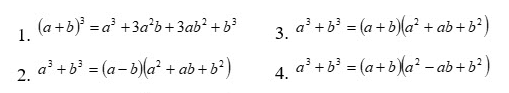 1. (a+b)³ = a³ +3a²b+3ab² +b³
2. a³ +b³ = (a−b)(a² + ab+b²)
3. a³ +b³ = (a+b)(a² + ab+b²)
4. a³ +b³ = (a+b)(a² − ab+b²)